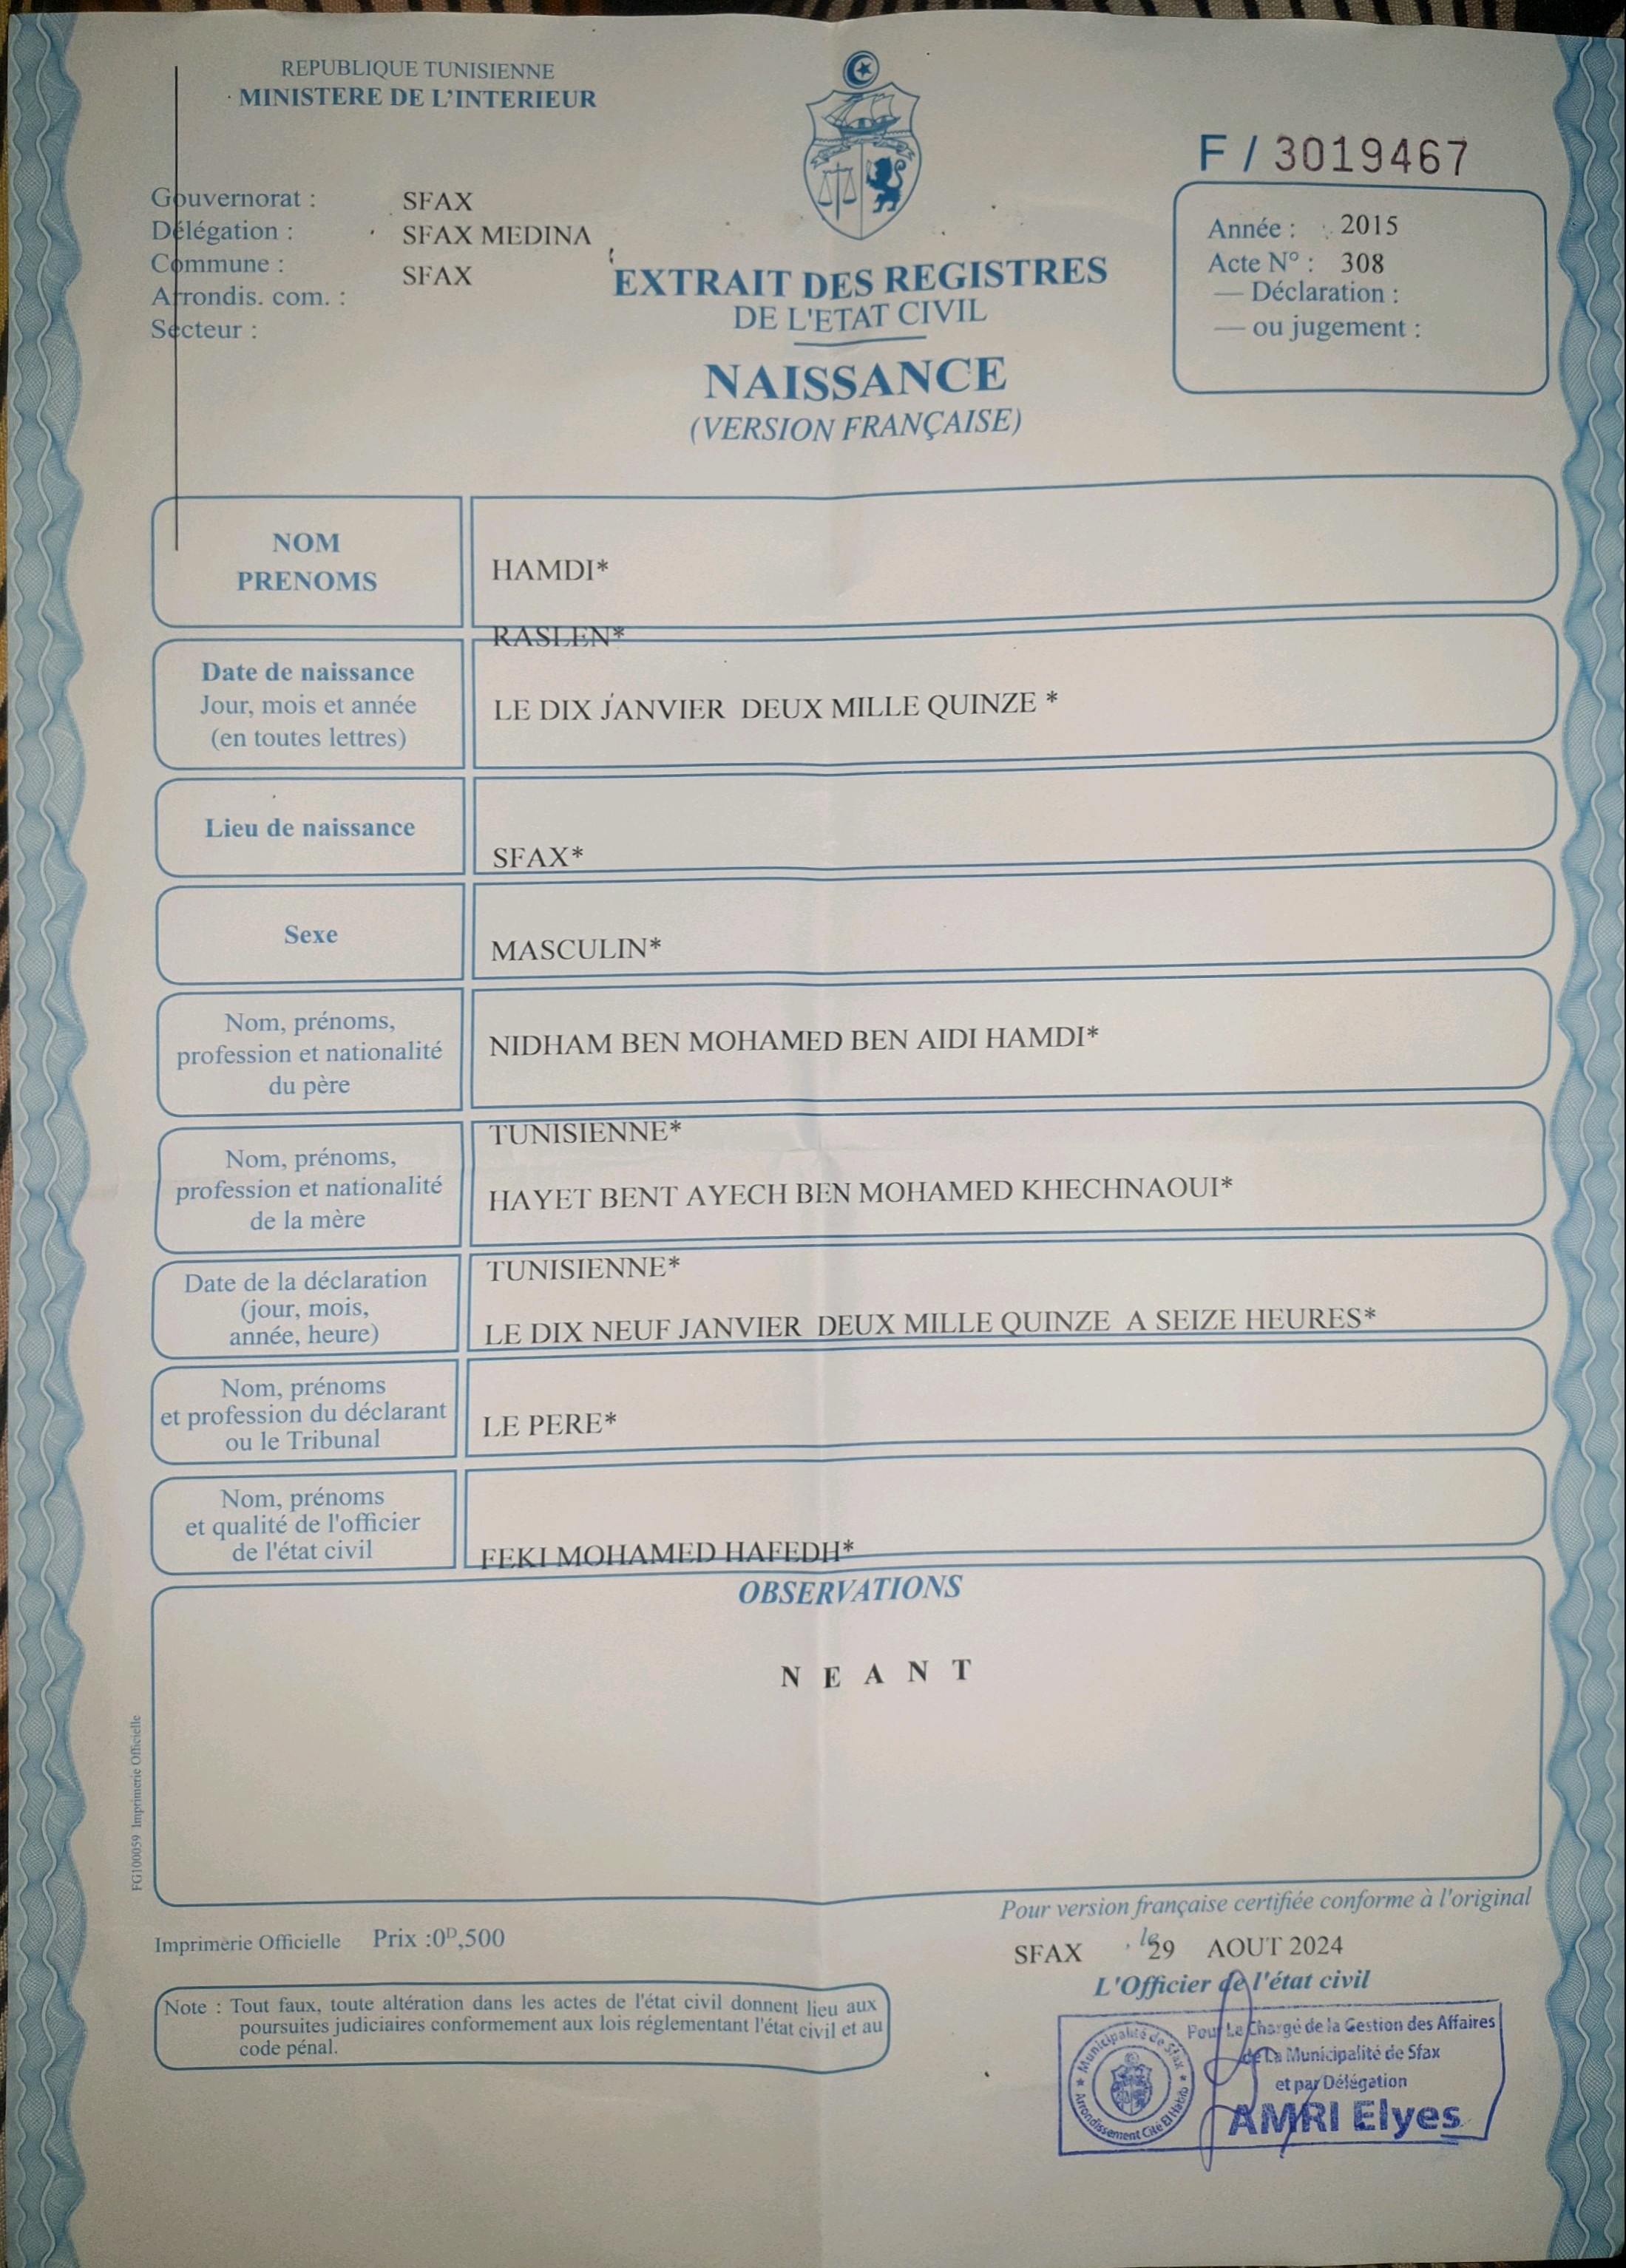 REPUBLIQUE TUNISIENNE
MINISTERE DE L'INTERIEUR
F / 3019467
Gouvernorat : SFAX
Délégation : SFAX MEDINA
Commune : SFAX
Arrondis. com. :
Secteur :
EXTRAIT DES REGISTRES
DE L'ETAT CIVIL
NAISSANCE
(VERSION FRANÇAISE)
Année : 2015
Acte N° : 308
— Déclaration :
— ou jugement :
NOM
PRENOMS
HAMDI*
RASLEN*
Date de naissance
Jour, mois et année
(en toutes lettres)
LE DIX JANVIER DEUX MILLE QUINZE *
Lieu de naissance
SFAX*
Sexe
MASCULIN*
Nom, prénoms,
profession et nationalité
du père
NIDHAM BEN MOHAMED BEN AIDI HAMDI*
TUNISIENNE*
Nom, prénoms,
profession et nationalité
de la mère
HAYET BENT AYECH BEN MOHAMED KHECHNAOUI*
TUNISIENNE*
Date de la déclaration
(jour, mois,
année, heure)
LE DIX NEUF JANVIER DEUX MILLE QUINZE A SEIZE HEURES*
Nom, prénoms
et profession du déclarant
ou le Tribunal
LE PERE*
Nom, prénoms
et qualité de l'officier
de l'état civil
FEKI MOHAMED HAFEDH*
OBSERVATIONS
N E A N T
FG100059 Imprimerie Officielle
Pour version française certifiée conforme à l'original
Imprimerie Officielle Prix :0ᴰ,500
SFAX , le 29 AOUT 2024
L'Officier de l'état civil
Note : Tout faux, toute altération dans les actes de l'état civil donnent lieu aux
poursuites judiciaires conformement aux lois réglementant l'état civil et au
code pénal.
Municipalité de Sfax
Arrondissement Cité El Habib
Pour Le Chargé de la Gestion des Affaires
de La Municipalité de Sfax
et par Délégation
AMRI Elyes